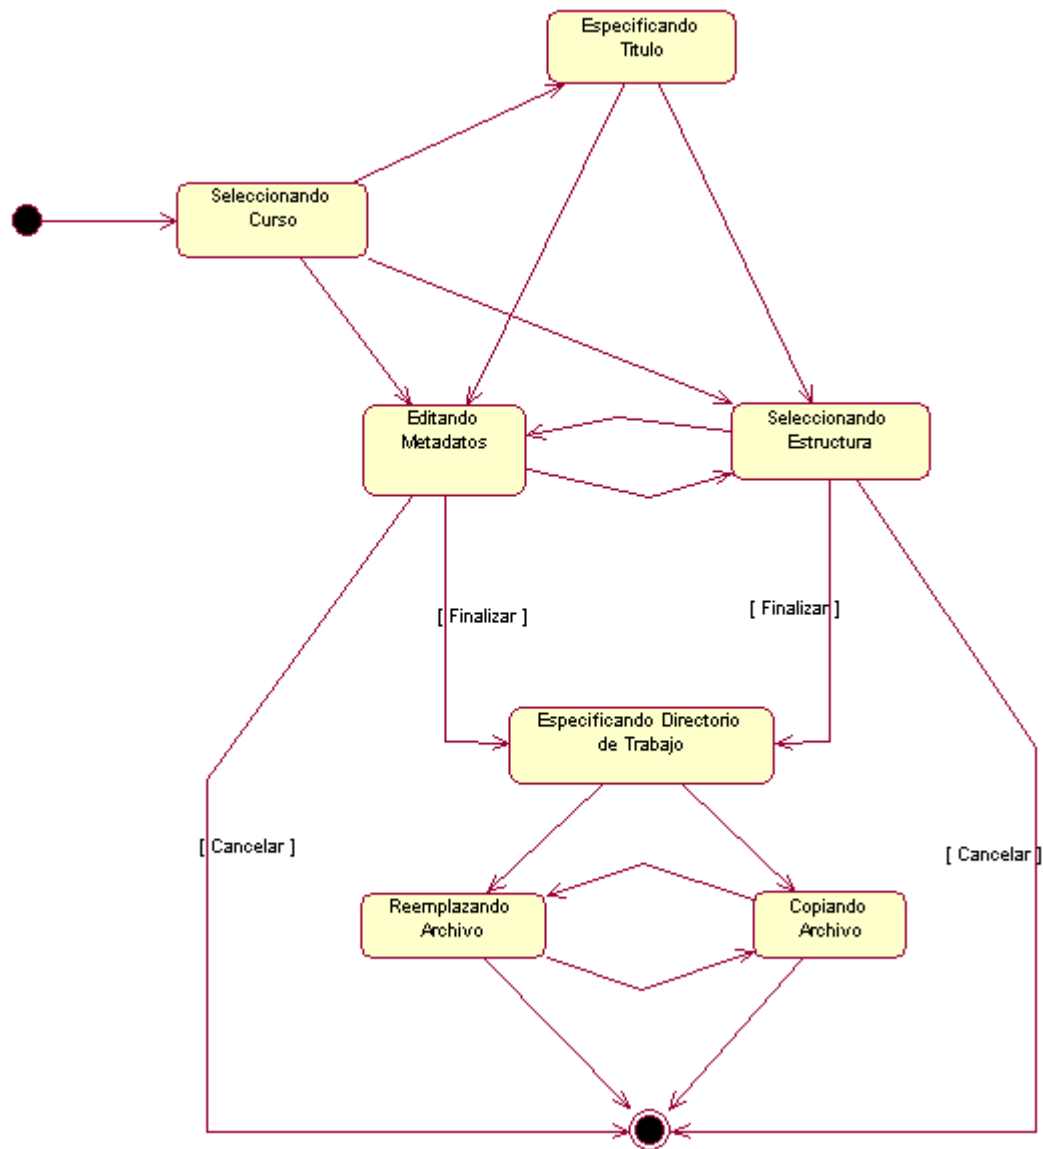 Especificando
Titulo
Seleccionando
Curso
Editando
Metadatos
Seleccionando
Estructura
[ Finalizar ]
[ Finalizar ]
Especificando Directorio
de Trabajo
[ Cancelar ]
[ Cancelar ]
Reemplazando
Archivo
Copiando
Archivo